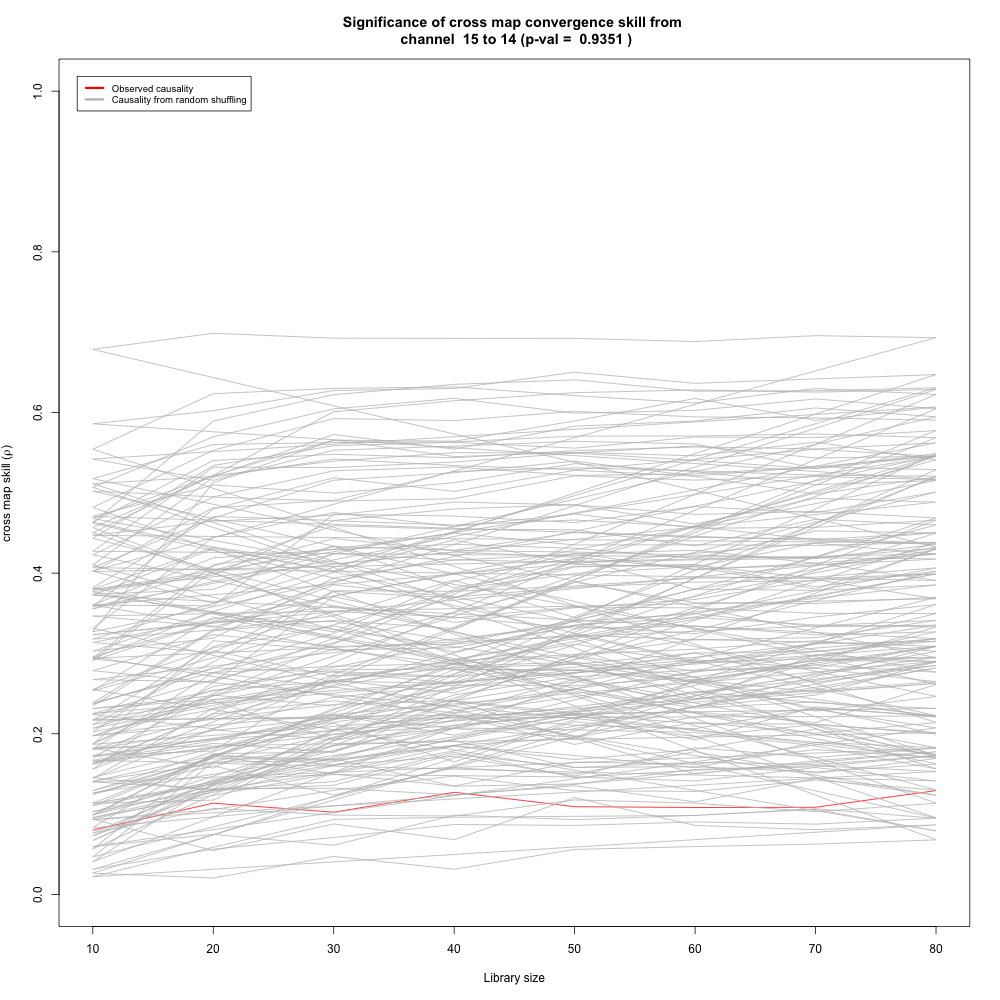 Significance of cross map convergence skill from
channel  15 to 14 (p-val =  0.9351 )
Observed causality
Causality from random shuffling
cross map skill (ρ)
1.0
0.8
0.6
0.4
0.2
0.0
10 20 30 40 50 60 70 80
Library size